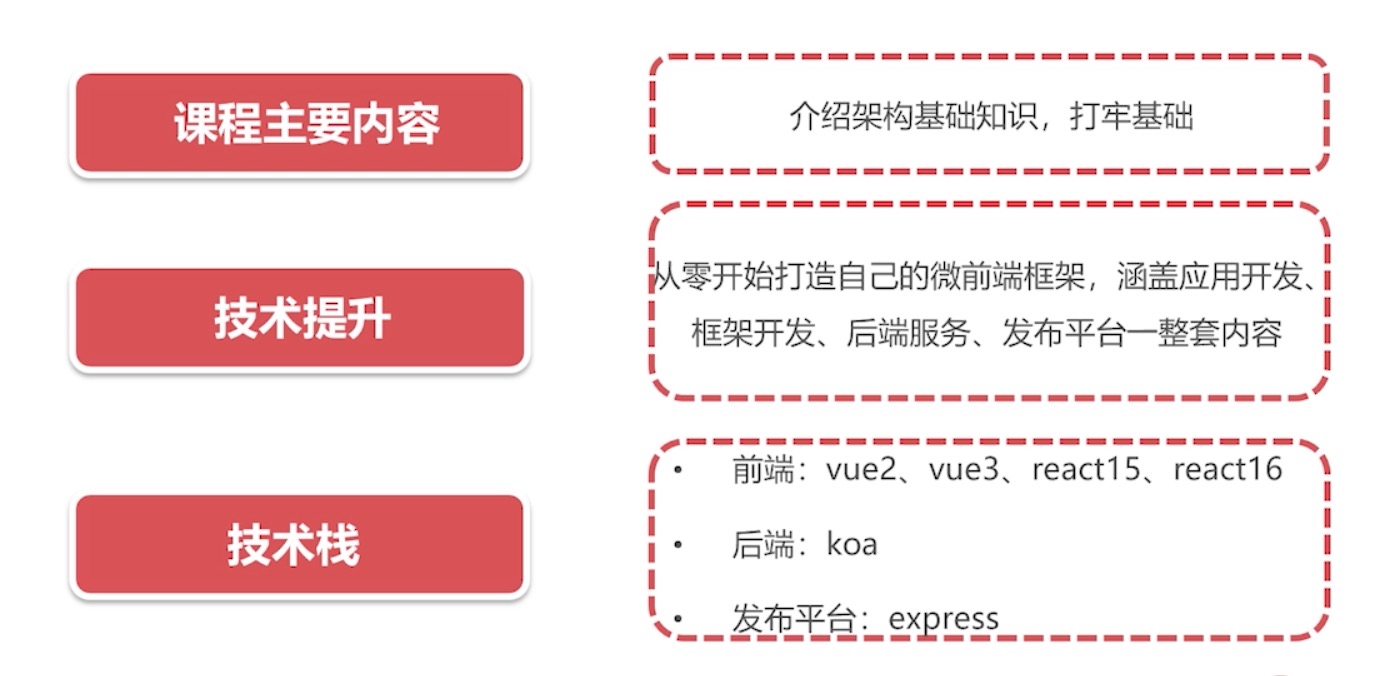 课程主要内容
介绍架构基础知识，打牢基础
技术提升
从零开始打造自己的微前端框架，涵盖应用开发、
框架开发、后端服务、发布平台一整套内容
技术栈
• 前端：vue2、vue3、react15、react16
• 后端：koa
• 发布平台：express